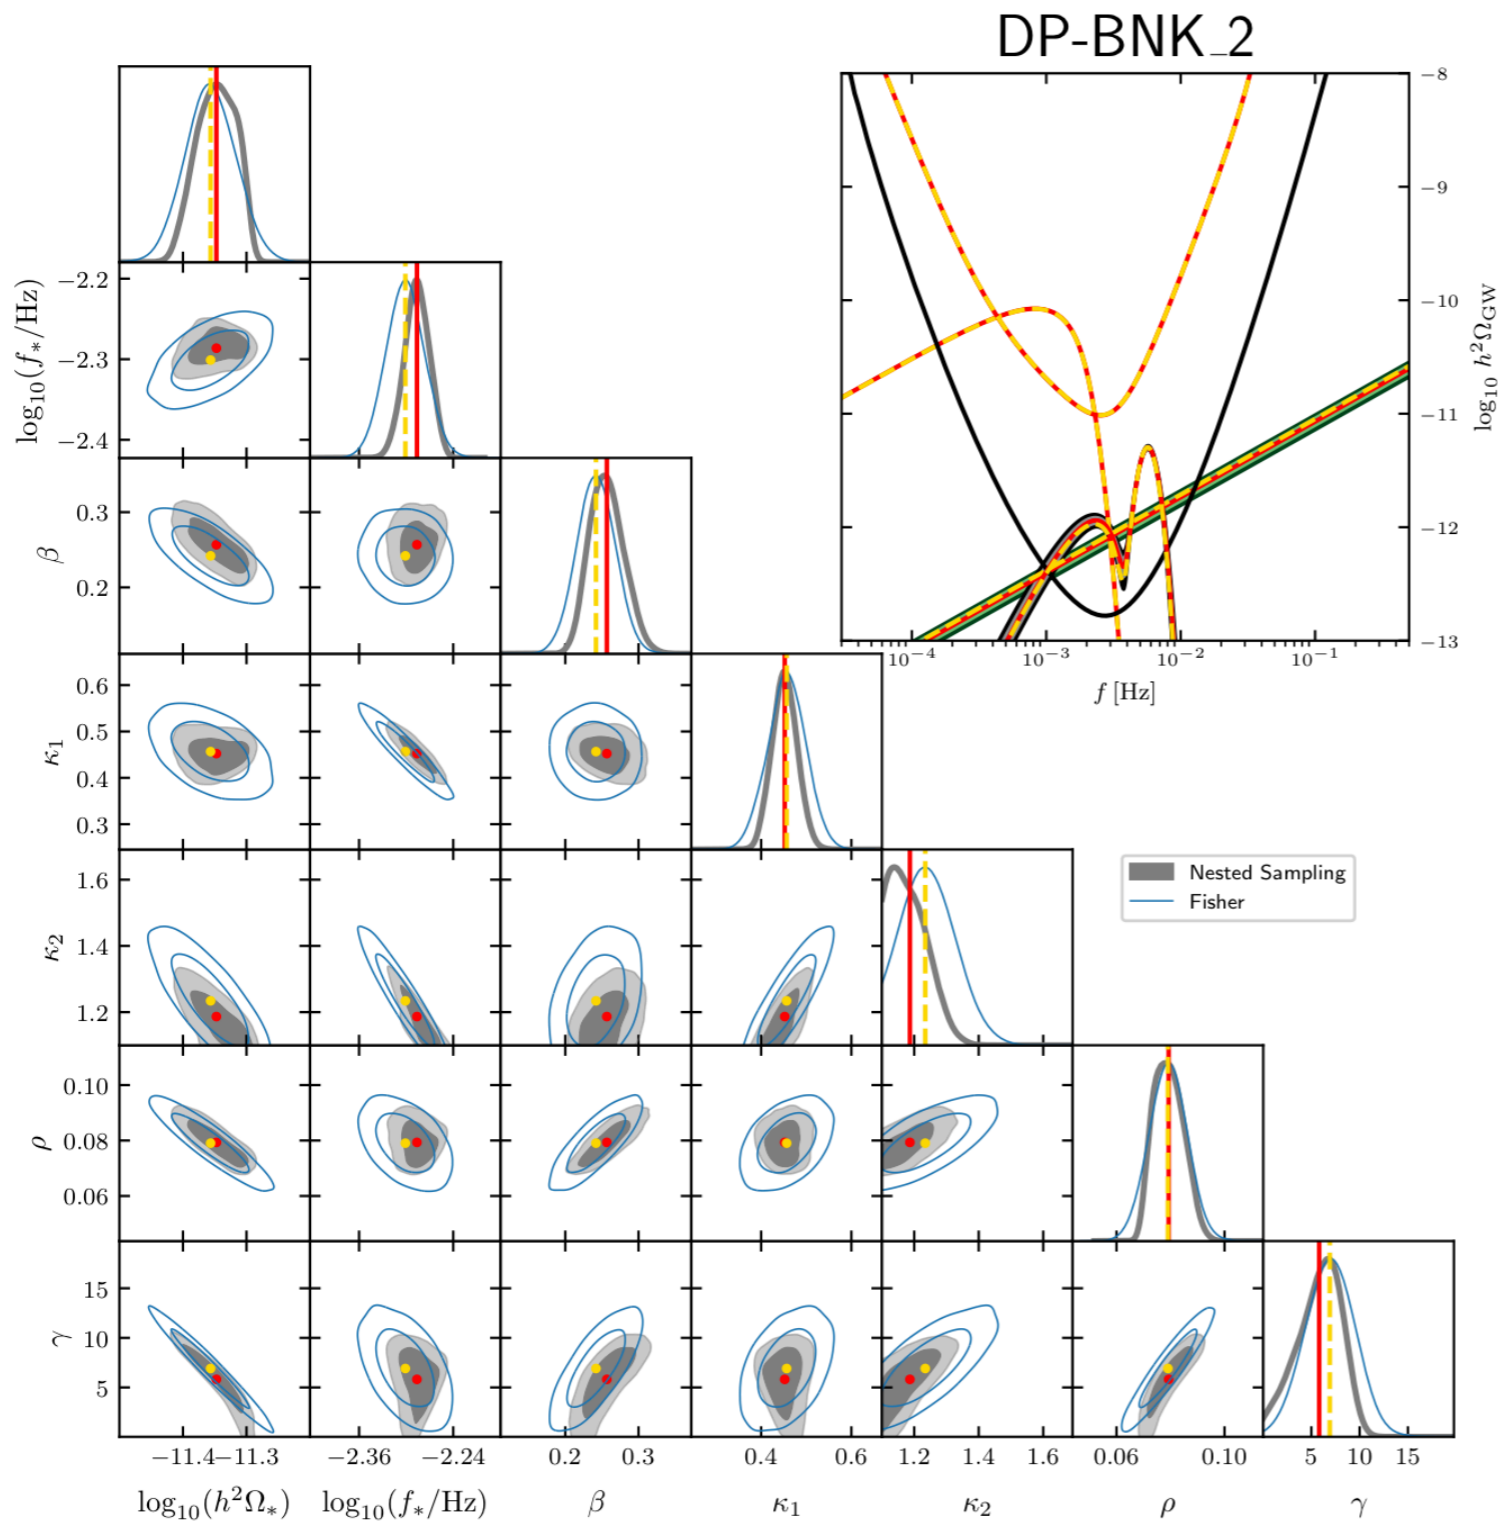 DP-BNK_2
−8
−9
−10
−11
−12
−13
log₁₀ h²Ω_GW
10⁻⁴ 10⁻³ 10⁻² 10⁻¹
f [Hz]
Nested Sampling
Fisher
−2.2
−2.3
−2.4
log₁₀(f_*/Hz)
0.3
0.2
β
0.6
0.5
0.4
0.3
κ₁
1.6
1.4
1.2
κ₂
0.10
0.08
0.06
ρ
15
10
5
γ
−11.4 −11.3 −2.36 −2.24 0.2 0.3 0.4 0.6 1.2 1.4 1.6 0.06 0.10 5 10 15
log₁₀(h²Ω_*) log₁₀(f_*/Hz) β κ₁ κ₂ ρ γ